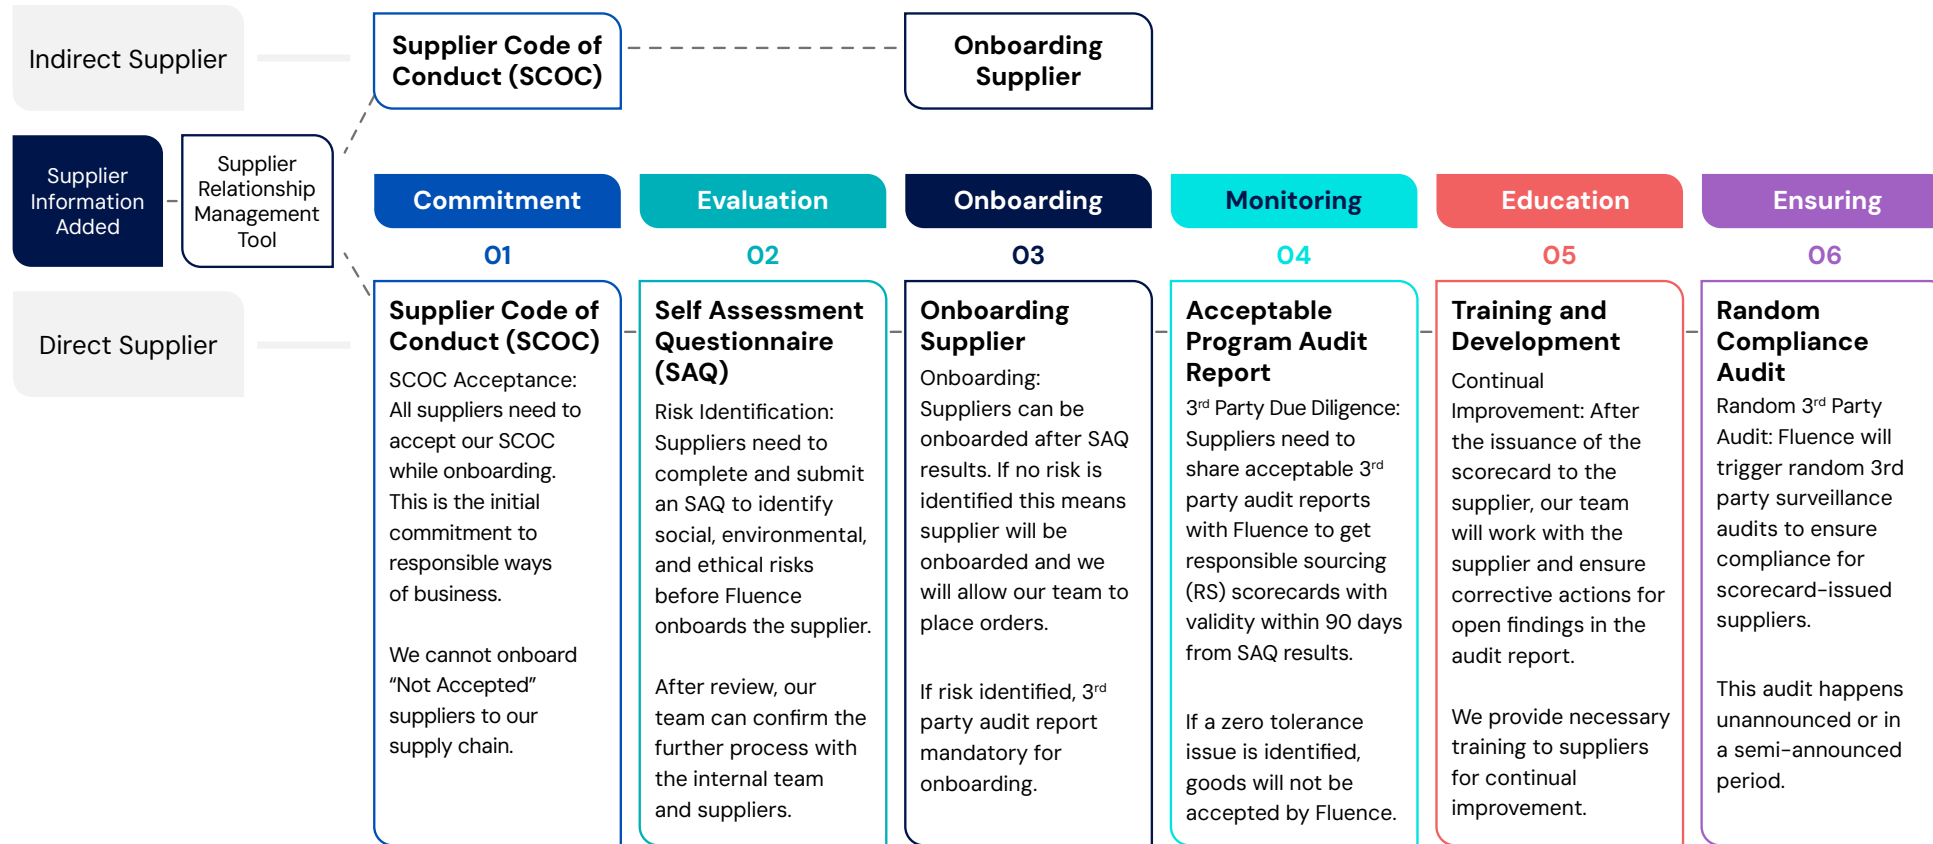 Indirect Supplier
Supplier Code of
Conduct (SCOC)
Onboarding
Supplier
Supplier
Information
Added
Supplier
Relationship
Management
Tool
Direct Supplier
Commitment
01
Supplier Code of
Conduct (SCOC)
SCOC Acceptance:
All suppliers need to
accept our SCOC
while onboarding.
This is the initial
commitment to
responsible ways
of business.
We cannot onboard
“Not Accepted”
suppliers to our
supply chain.
Evaluation
02
Self Assessment
Questionnaire
(SAQ)
Risk Identification:
Suppliers need to
complete and submit
an SAQ to identify
social, environmental,
and ethical risks
before Fluence
onboards the supplier.
After review, our
team can confirm the
further process with
the internal team
and suppliers.
Onboarding
03
Onboarding
Supplier
Onboarding:
Suppliers can be
onboarded after SAQ
results. If no risk is
identified this means
supplier will be
onboarded and we
will allow our team to
place orders.
If risk identified, 3rd
party audit report
mandatory for
onboarding.
Monitoring
04
Acceptable
Program Audit
Report
3rd Party Due Diligence:
Suppliers need to
share acceptable 3rd
party audit reports
with Fluence to get
responsible sourcing
(RS) scorecards with
validity within 90 days
from SAQ results.
If a zero tolerance
issue is identified,
goods will not be
accepted by Fluence.
Education
05
Training and
Development
Continual
Improvement: After
the issuance of the
scorecard to the
supplier, our team
will work with the
supplier and ensure
corrective actions for
open findings in the
audit report.
We provide necessary
training to suppliers
for continual
improvement.
Ensuring
06
Random
Compliance
Audit
Random 3rd Party
Audit: Fluence will
trigger random 3rd
party surveillance
audits to ensure
compliance for
scorecard-issued
suppliers.
This audit happens
unannounced or in
a semi-announced
period.